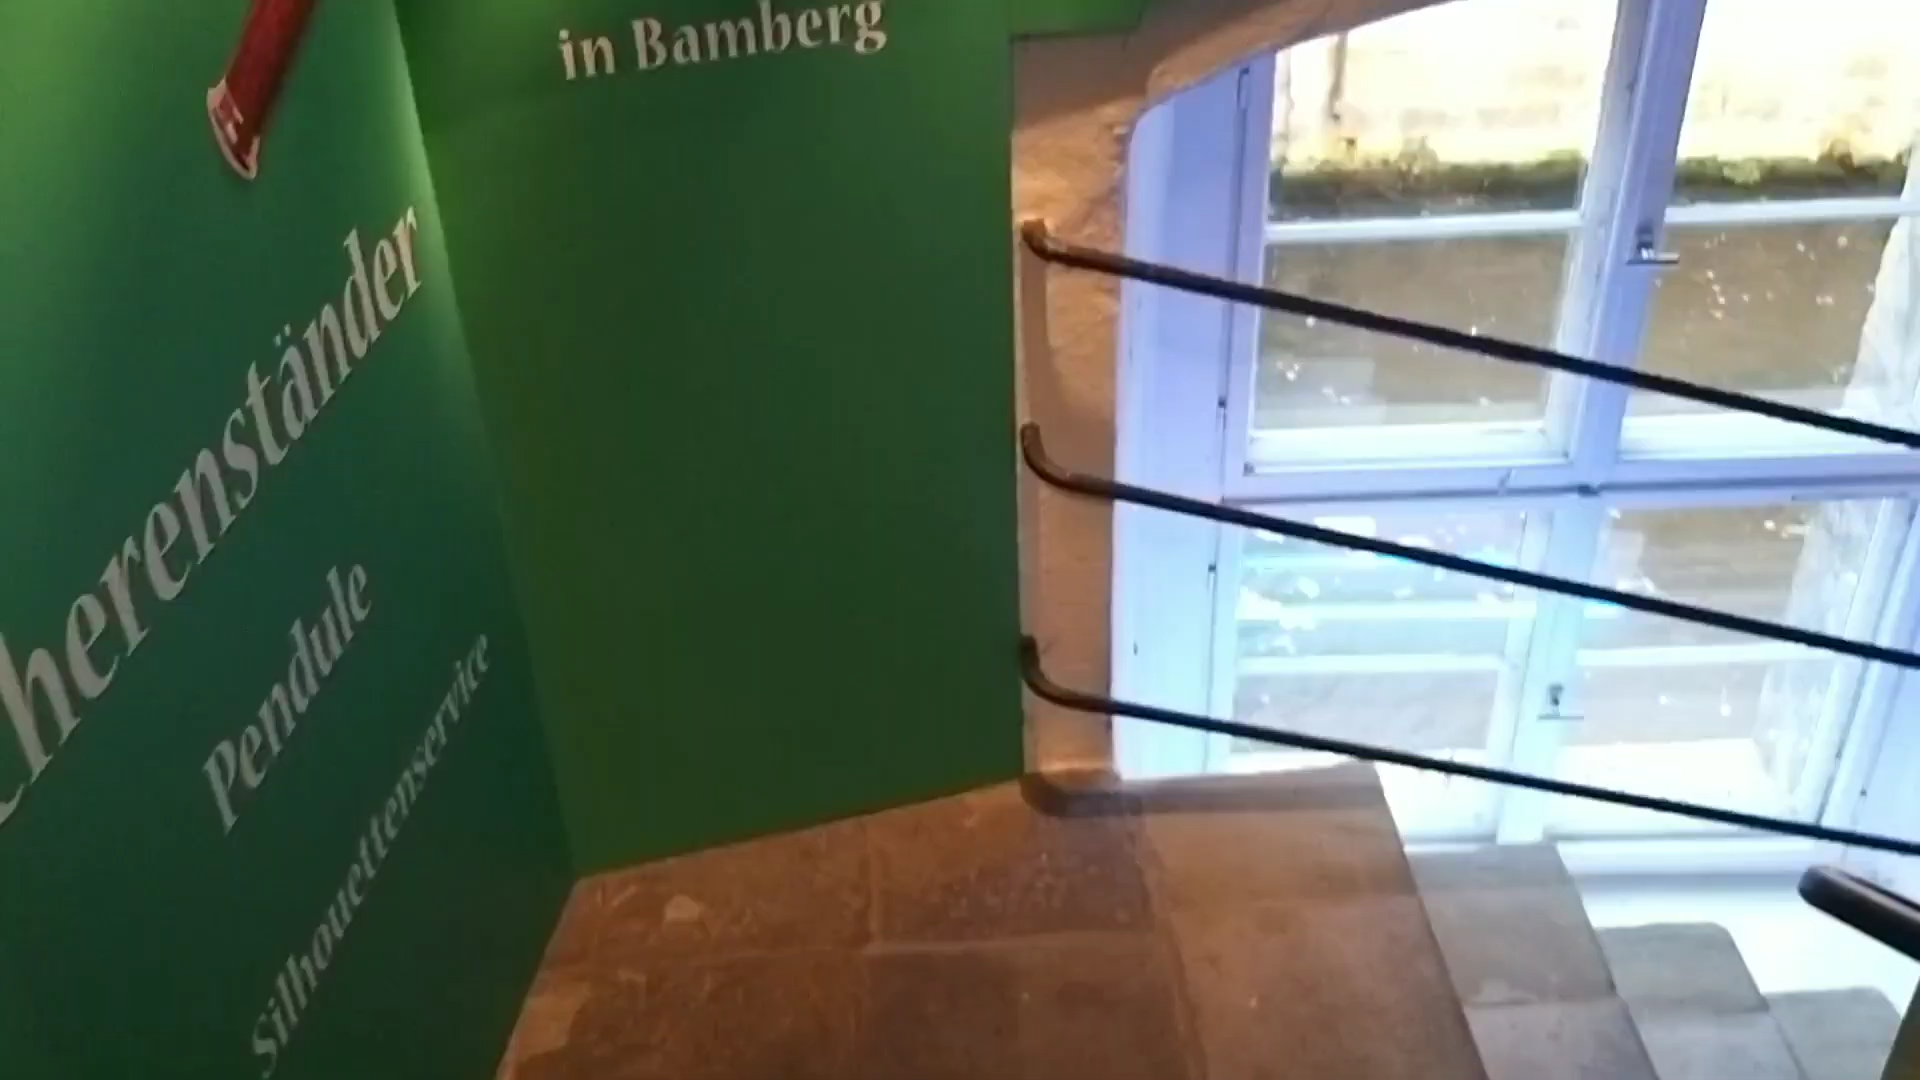 in Bamberg
cherenständer
Pendule
Silhouettenservice